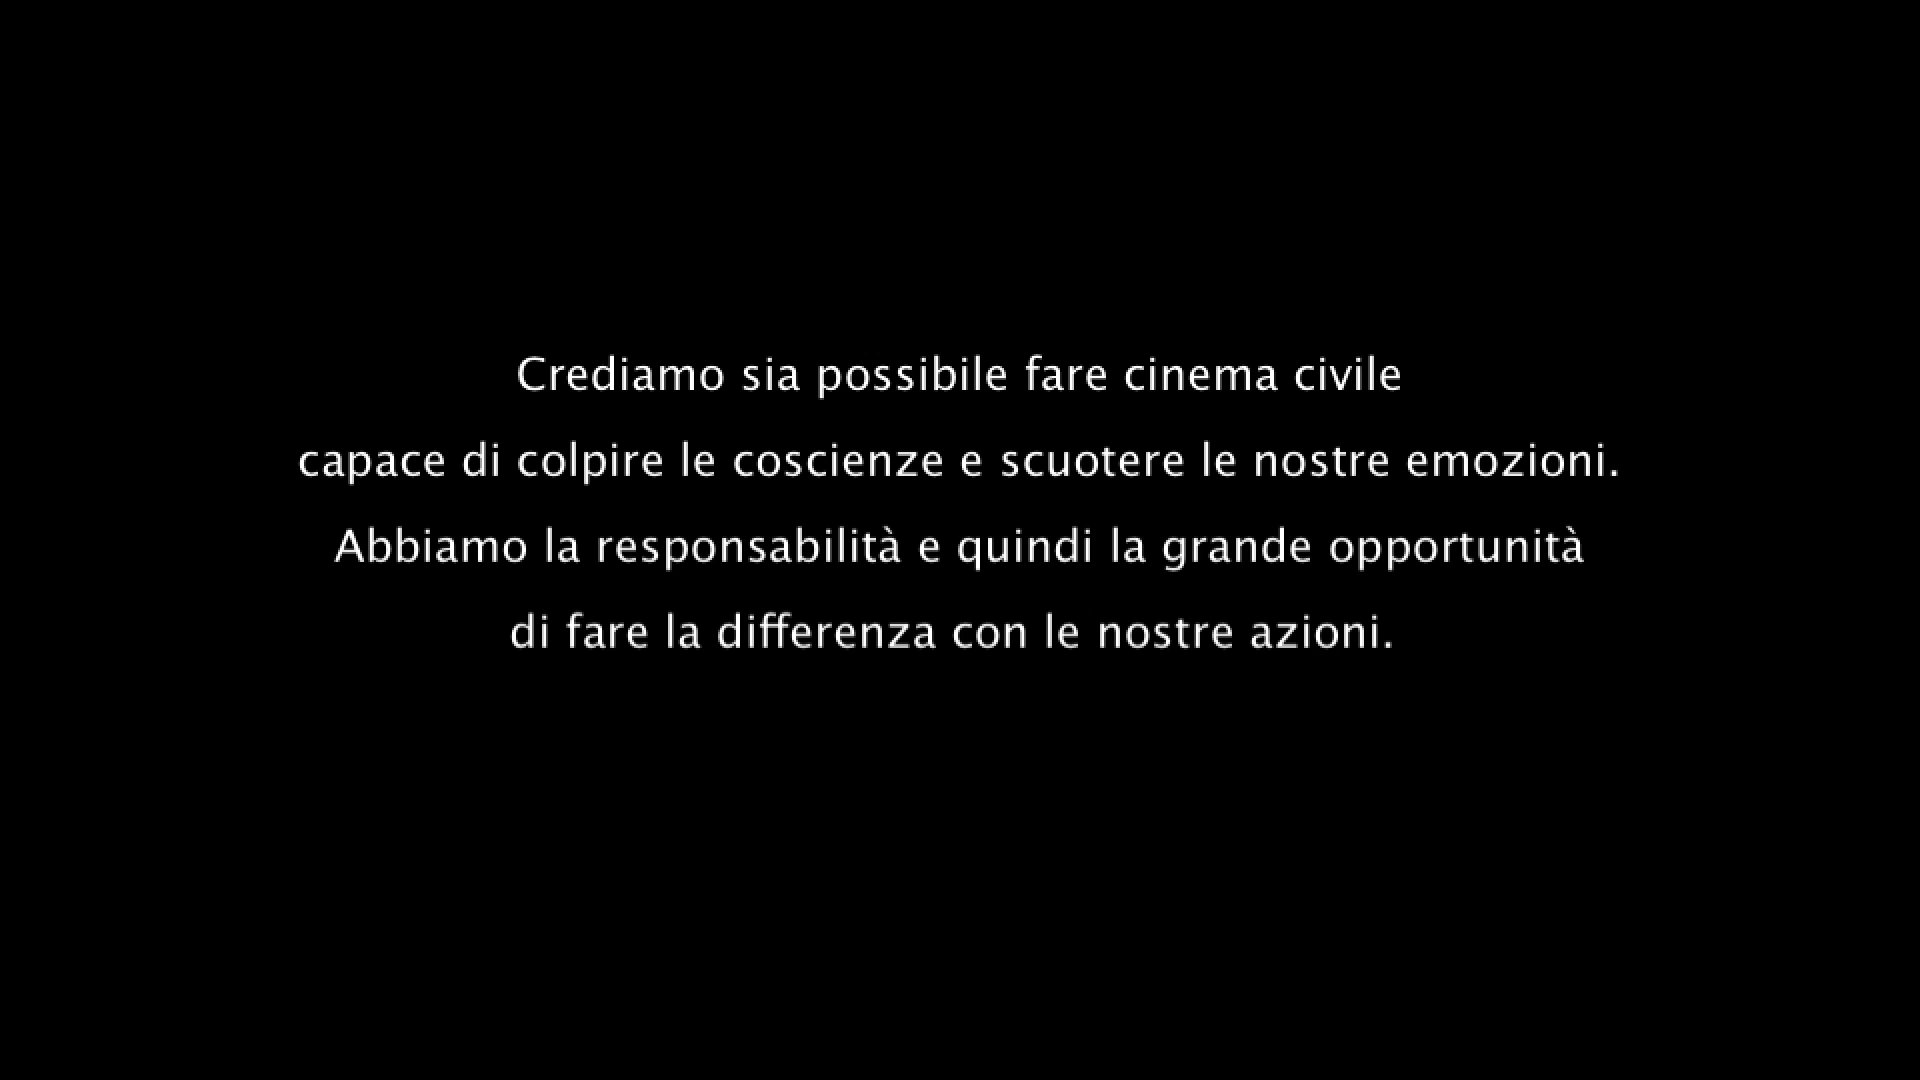 Crediamo sia possibile fare cinema civile
capace di colpire le coscienze e scuotere le nostre emozioni.
Abbiamo la responsabilità e quindi la grande opportunità
di fare la differenza con le nostre azioni.